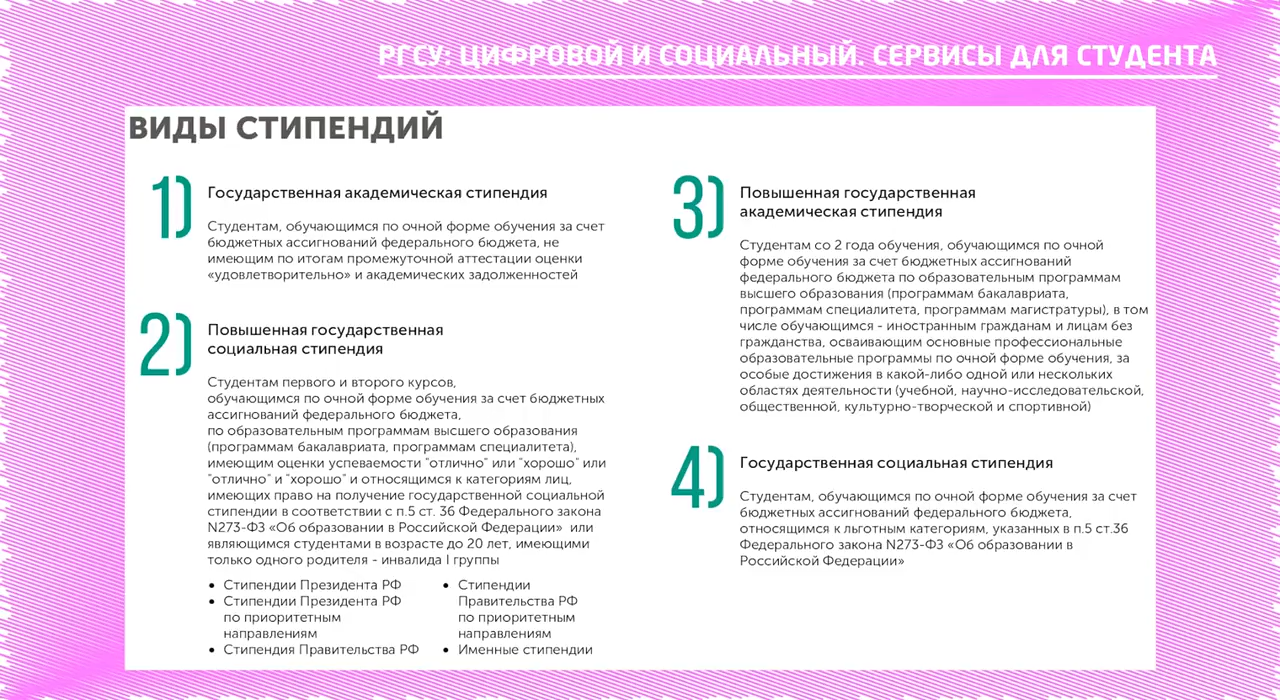 РГСУ: ЦИФРОВОЙ И СОЦИАЛЬНЫЙ. СЕРВИСЫ ДЛЯ СТУДЕНТА
ВИДЫ СТИПЕНДИЙ
1)
Государственная академическая стипендия
Студентам, обучающимся по очной форме обучения за счет
бюджетных ассигнований федерального бюджета, не
имеющим по итогам промежуточной аттестации оценки
«удовлетворительно» и академических задолженностей
2)
Повышенная государственная
социальная стипендия
Студентам первого и второго курсов,
обучающимся по очной форме обучения за счет бюджетных
ассигнований федерального бюджета,
по образовательным программам высшего образования
(программам бакалавриата, программам специалитета),
имеющим оценки успеваемости "отлично" или "хорошо" или
"отлично" и "хорошо" и относящимся к категориям лиц,
имеющих право на получение государственной социальной
стипендии в соответствии с п.5 ст. 36 Федерального закона
N273-ФЗ «Об образовании в Российской Федерации» или
являющимся студентами в возрасте до 20 лет, имеющими
только одного родителя - инвалида I группы
• Стипендии Президента РФ
• Стипендии Президента РФ
по приоритетным
направлениям
• Стипендия Правительства РФ
• Стипендии
Правительства РФ
по приоритетным
направлениям
• Именные стипендии
3)
Повышенная государственная
академическая стипендия
Студентам со 2 года обучения, обучающимся по очной
форме обучения за счет бюджетных ассигнований
федерального бюджета по образовательным программам
высшего образования (программам бакалавриата,
программам специалитета, программам магистратуры), в том
числе обучающимся - иностранным гражданам и лицам без
гражданства, осваивающим основные профессиональные
образовательные программы по очной форме обучения, за
особые достижения в какой-либо одной или нескольких
областях деятельности (учебной, научно-исследовательской,
общественной, культурно-творческой и спортивной)
4)
Государственная социальная стипендия
Студентам, обучающимся по очной форме обучения за счет
бюджетных ассигнований федерального бюджета,
относящимся к льготным категориям, указанных в п.5 ст.36
Федерального закона N273-ФЗ «Об образовании в
Российской Федерации»